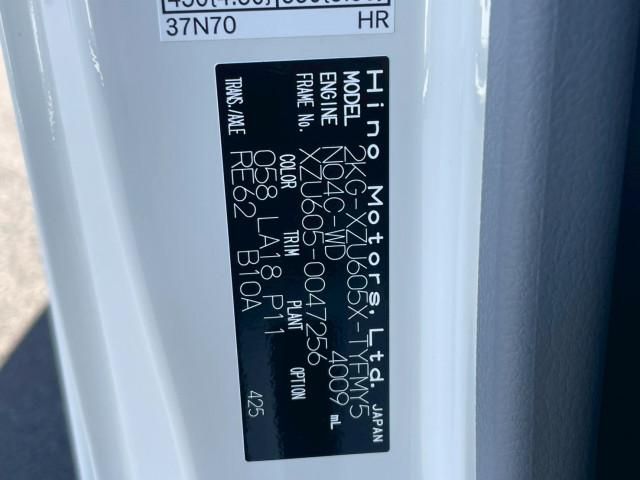 37N70 HR
Hino Motors, Ltd. JAPAN
MODEL 2KG-XZU605X-TYFMY5
ENGINE N04C-WD 4009 mL
FRAME No. XZU605-0047256
COLOR TRIM PLANT OPTION
058 LA18 P11
TRANS./AXLE RE62 B10A
425